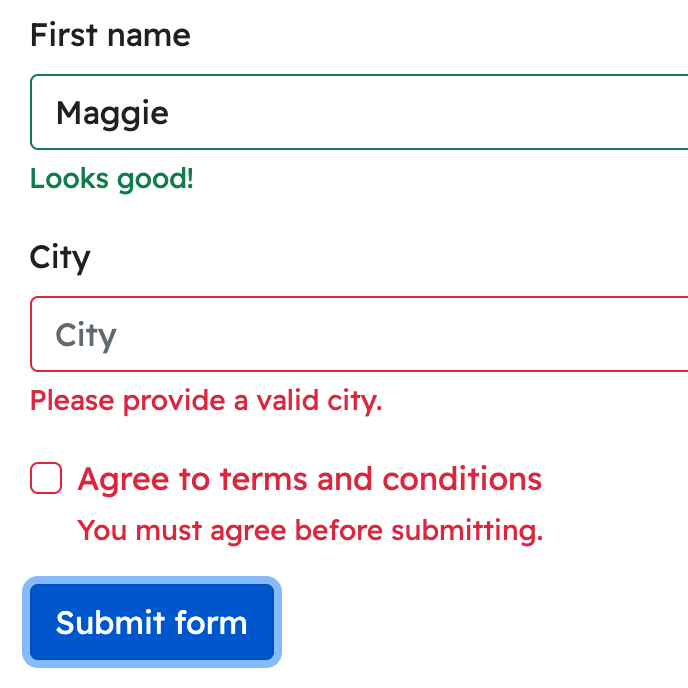 First name
Maggie
Looks good!
City
City
Please provide a valid city.
Agree to terms and conditions
You must agree before submitting.
Submit form